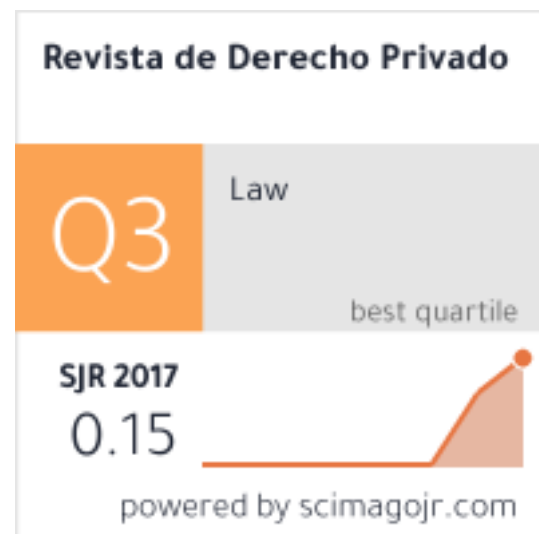 Revista de Derecho Privado
Q3
Law
best quartile
SJR 2017
0.15
powered by scimagojr.com